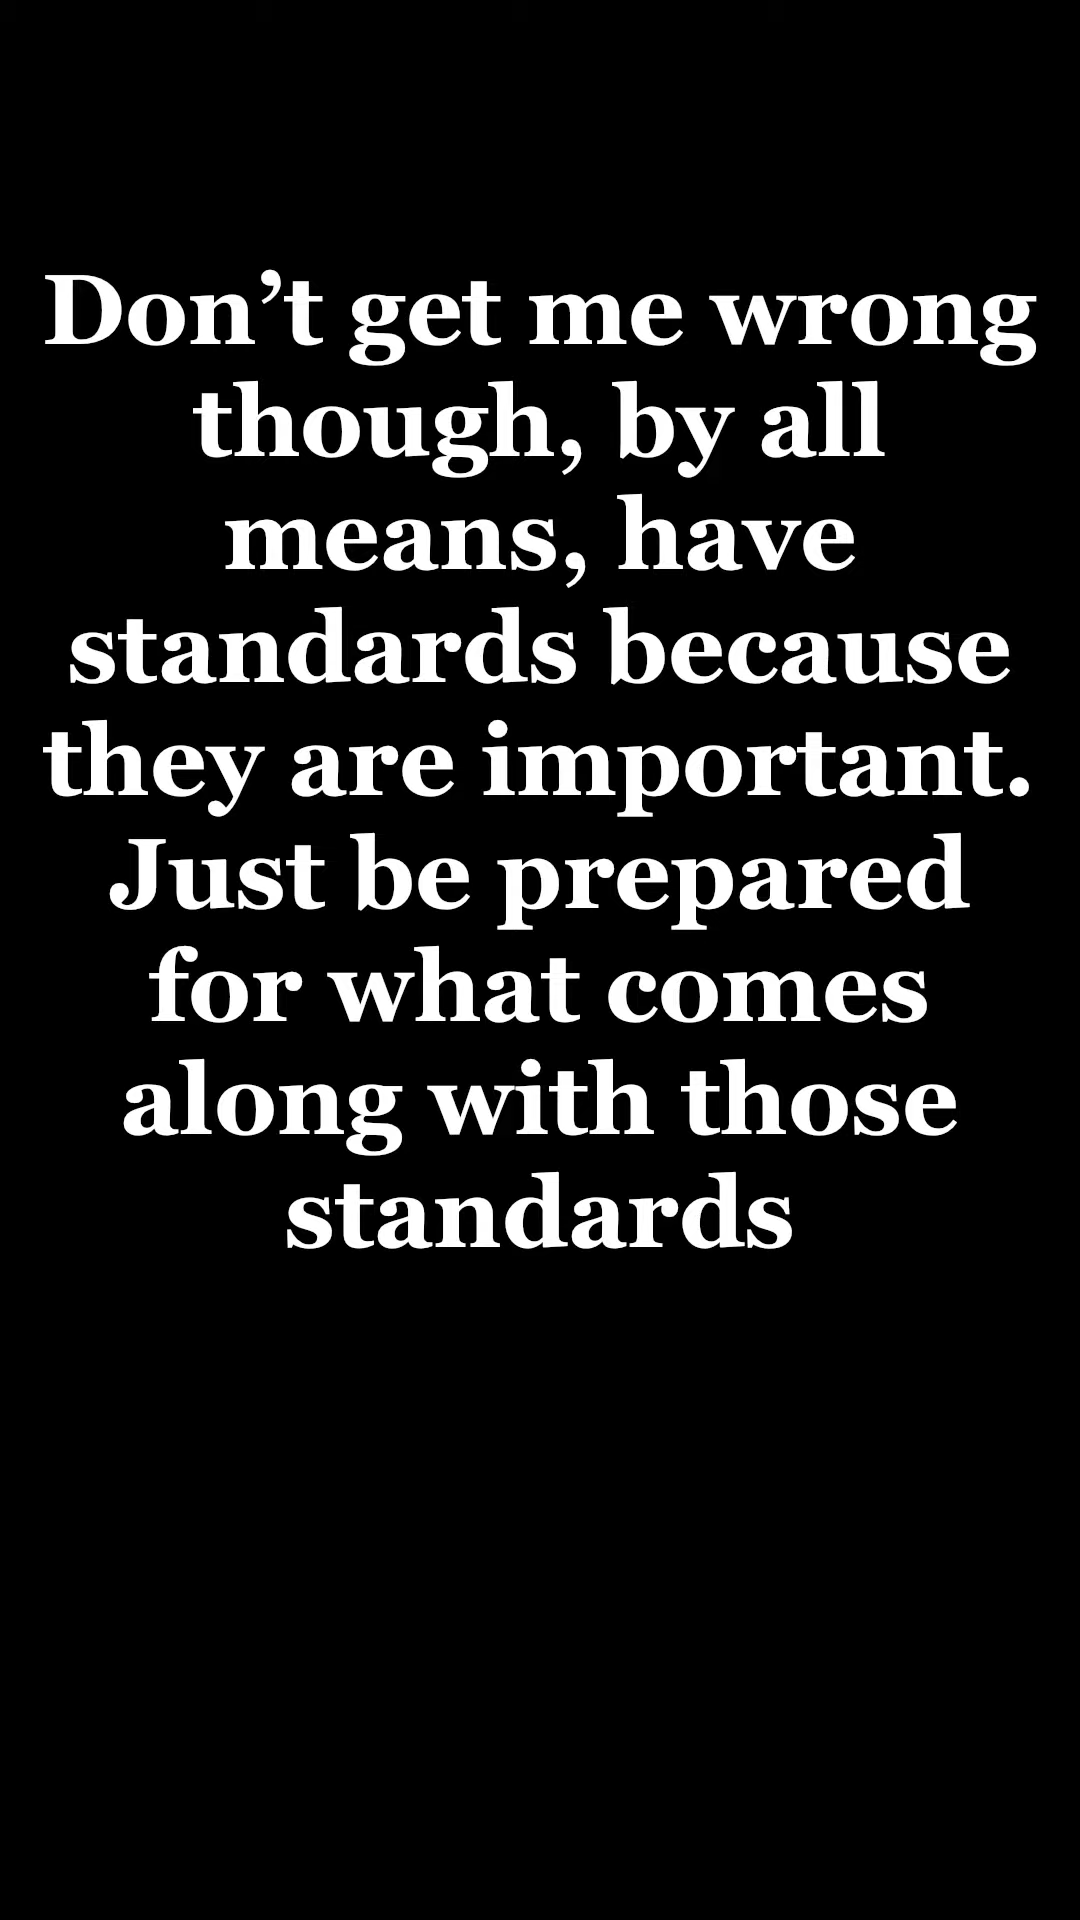 Don’t get me wrong
though, by all
means, have
standards because
they are important.
Just be prepared
for what comes
along with those
standards